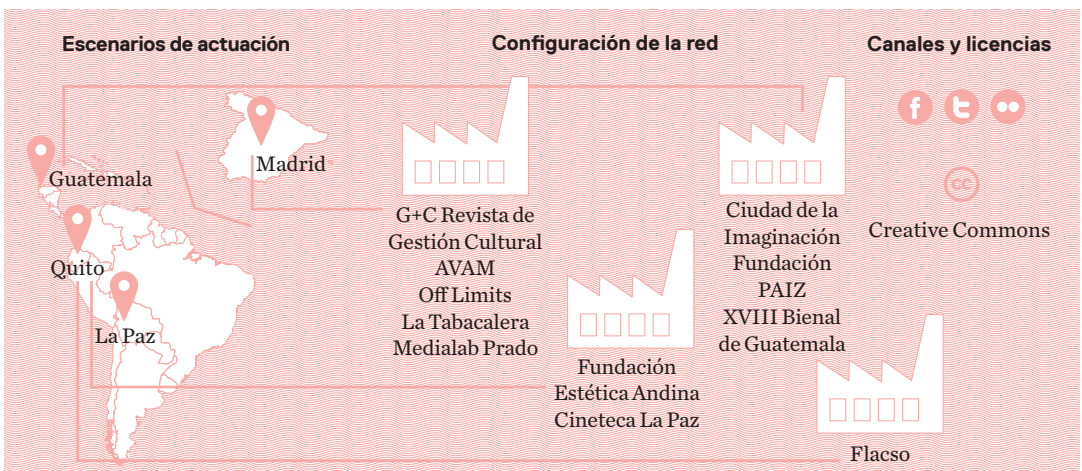 Escenarios de actuación
Configuración de la red
Canales y licencias
Guatemala
Madrid
Quito
La Paz
G+C Revista de
Gestión Cultural
AVAM
Off Limits
La Tabacalera
Medialab Prado
Fundación
Estética Andina
Cineteca La Paz
Ciudad de la
Imaginación
Fundación
PAIZ
XVIII Bienal
de Guatemala
Flacso
f
t
cc
Creative Commons